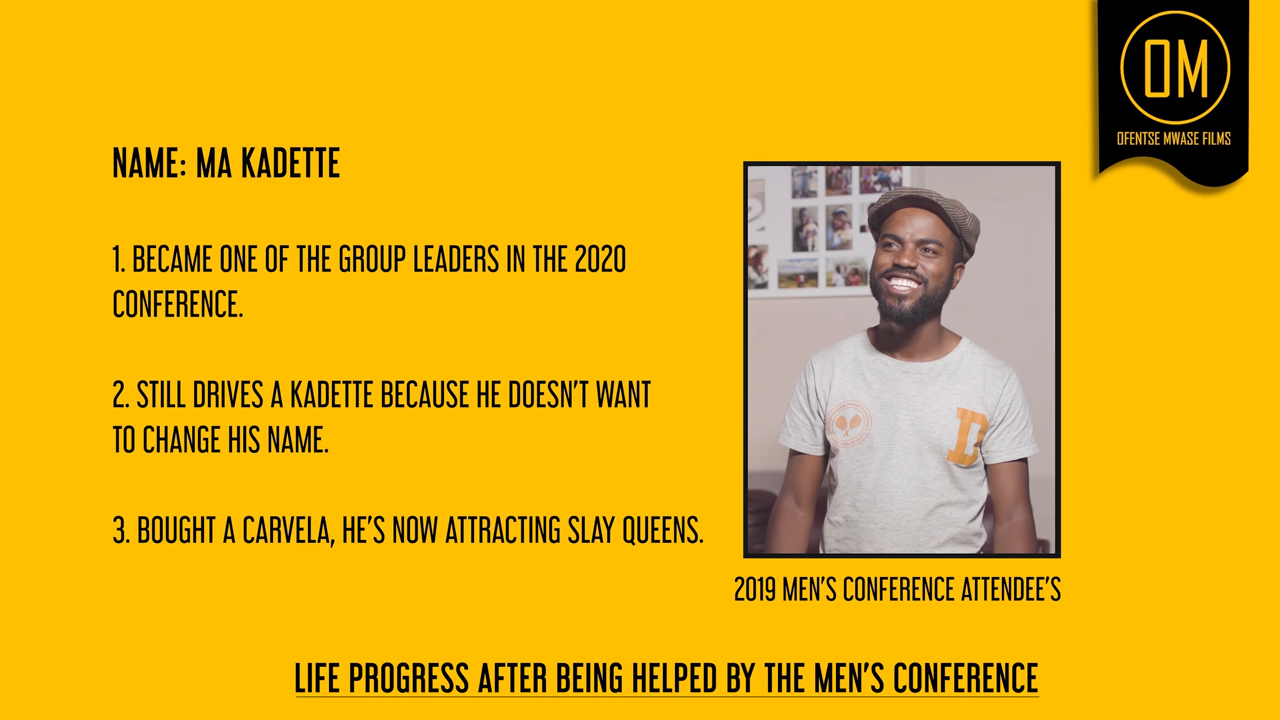 OM
OFENTSE MWASE FILMS
NAME: MA KADETTE
1. BECAME ONE OF THE GROUP LEADERS IN THE 2020
CONFERENCE.
2. STILL DRIVES A KADETTE BECAUSE HE DOESN'T WANT
TO CHANGE HIS NAME.
3. BOUGHT A CARVELA, HE'S NOW ATTRACTING SLAY QUEENS.
D
2019 MEN'S CONFERENCE ATTENDEE'S
LIFE PROGRESS AFTER BEING HELPED BY THE MEN'S CONFERENCE